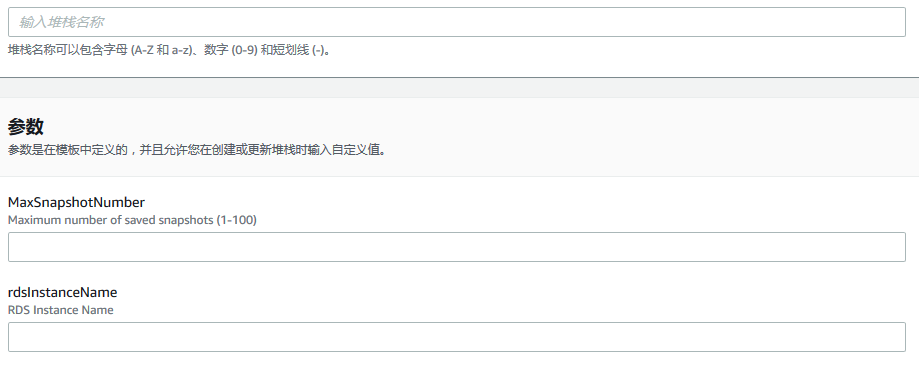 输入堆栈名称
堆栈名称可以包含字母 (A-Z 和 a-z)、数字 (0-9) 和短划线 (-)。
参数
参数是在模板中定义的，并且允许您在创建或更新堆栈时输入自定义值。
MaxSnapshotNumber
Maximum number of saved snapshots (1-100)
rdsInstanceName
RDS Instance Name